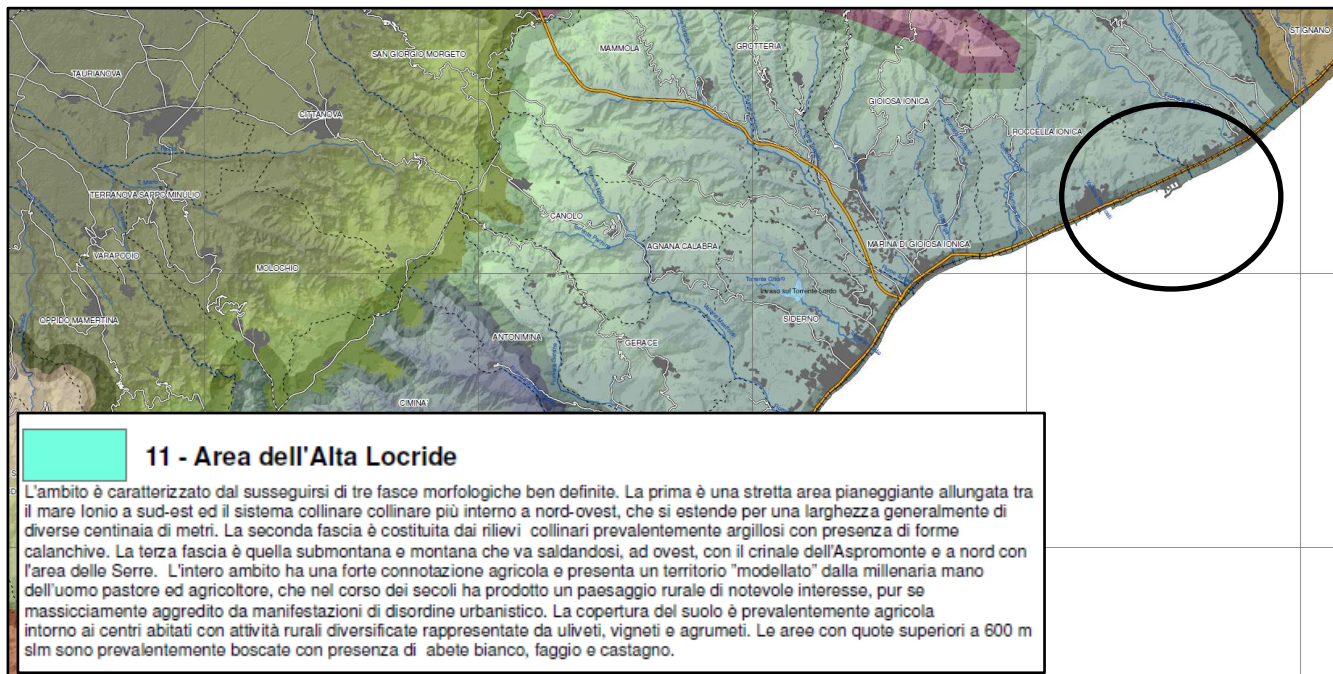 STIGNANO
MAMMOLA
GROTTERIA
SAN GIORGIO MORGETO
TAURIANOVA
GIOIOSA IONICA
CITTANOVA
ROCCELLA IONICA
TERRANOVA SAPPO MINULIO
CANOLO
AGNANA CALABRA
MARINA DI GIOIOSA IONICA
VARAPODIO
MOLOCHIO
Invaso sul Torrente Lordo
OPPIDO MAMERTINA
SIDERNO
ANTONIMINA
GERACE
CIMINA'
11 - Area dell'Alta Locride
L'ambito è caratterizzato dal susseguirsi di tre fasce morfologiche ben definite. La prima è una stretta area pianeggiante allungata tra
il mare Ionio a sud-est ed il sistema collinare collinare più interno a nord-ovest, che si estende per una larghezza generalmente di
diverse centinaia di metri. La seconda fascia è costituita dai rilievi collinari prevalentemente argillosi con presenza di forme
calanchive. La terza fascia è quella submontana e montana che va saldandosi, ad ovest, con il crinale dell'Aspromonte e a nord con
l'area delle Serre. L'intero ambito ha una forte connotazione agricola e presenta un territorio "modellato" dalla millenaria mano
dell'uomo pastore ed agricoltore, che nel corso dei secoli ha prodotto un paesaggio rurale di notevole interesse, pur se
massicciamente aggredito da manifestazioni di disordine urbanistico. La copertura del suolo è prevalentemente agricola
intorno ai centri abitati con attività rurali diversificate rappresentate da uliveti, vigneti e agrumeti. Le aree con quote superiori a 600 m
slm sono prevalentemente boscate con presenza di abete bianco, faggio e castagno.